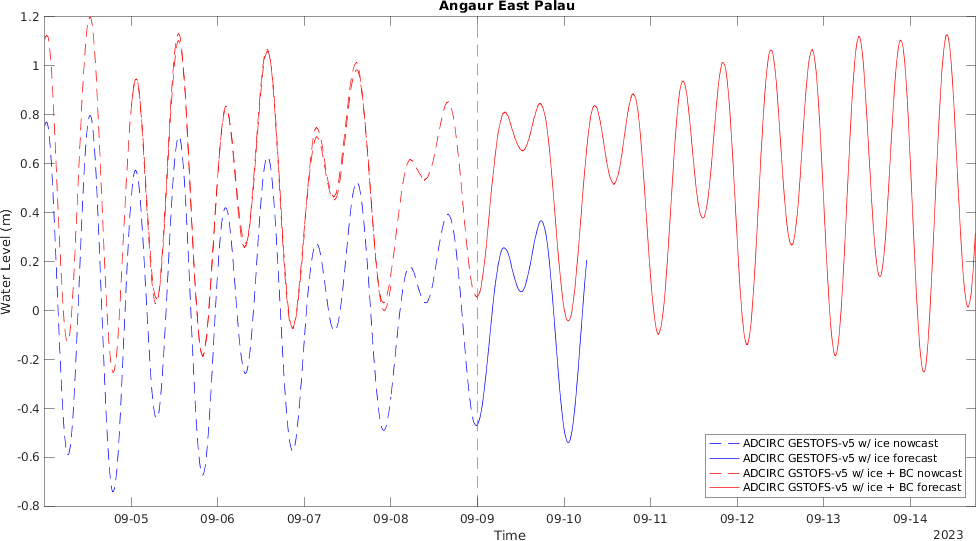 Angaur East Palau
1.2
1
0.8
0.6
0.4
0.2
0
-0.2
-0.4
-0.6
-0.8
Water Level (m)
09-05 09-06 09-07 09-08 09-09 09-10 09-11 09-12 09-13 09-14
Time
2023
ADCIRC GESTOFS-v5 w/ ice nowcast
ADCIRC GESTOFS-v5 w/ ice forecast
ADCIRC GSTOFS-v5 w/ ice + BC nowcast
ADCIRC GSTOFS-v5 w/ ice + BC forecast